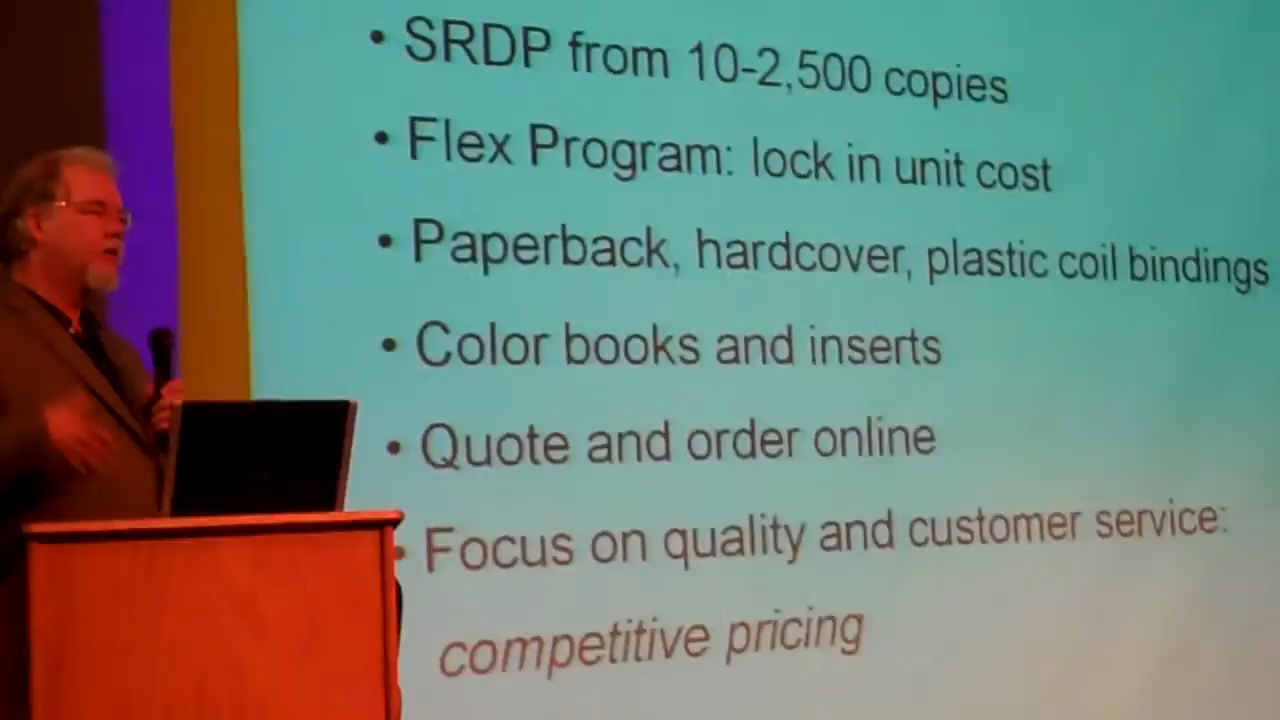 • SRDP from 10-2,500 copies
• Flex Program: lock in unit cost
• Paperback, hardcover, plastic coil bindings
• Color books and inserts
• Quote and order online
• Focus on quality and customer service:
competitive pricing